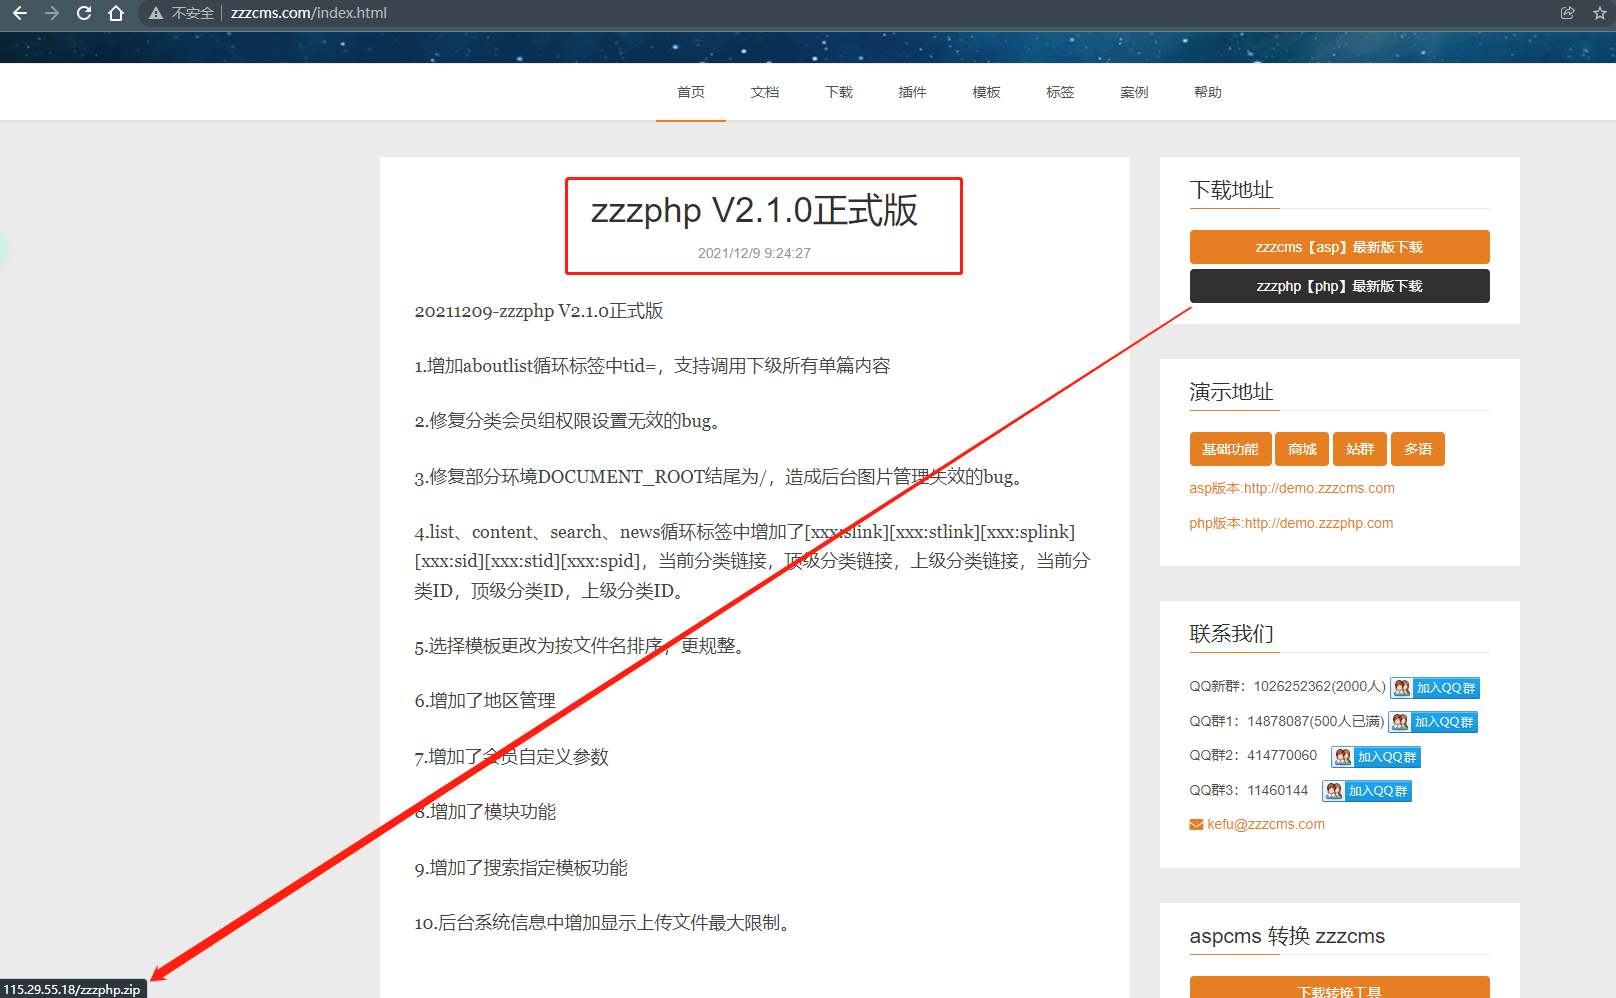 不安全 zzzcms.com/index.html
首页 文档 下载 插件 模板 标签 案例 帮助
zzzphp V2.1.0正式版
2021/12/9 9:24:27
20211209-zzzphp V2.1.0正式版
1.增加aboutlist循环标签中tid=，支持调用下级所有单篇内容
2.修复分类会员组权限设置无效的bug。
3.修复部分环境DOCUMENT_ROOT结尾为/，造成后台图片管理失效的bug。
4.list、content、search、news循环标签中增加了[xxx:slink][xxx:stlink][xxx:splink]
[xxx:sid][xxx:stid][xxx:spid]，当前分类链接，顶级分类链接，上级分类链接，当前分
类ID，顶级分类ID，上级分类ID。
5.选择模板更改为按文件名排序，更规整。
6.增加了地区管理
7.增加了会员自定义参数
8.增加了模块功能
9.增加了搜索指定模板功能
10.后台系统信息中增加显示上传文件最大限制。
下载地址
zzzcms【asp】最新版下载
zzzphp【php】最新版下载
演示地址
基础功能 商城 站群 多语
asp版本:http://demo.zzzcms.com
php版本:http://demo.zzzphp.com
联系我们
QQ新群：1026252362(2000人) 加入QQ群
QQ群1：14878087(500人已满) 加入QQ群
QQ群2：414770060 加入QQ群
QQ群3：11460144 加入QQ群
kefu@zzzcms.com
aspcms 转换 zzzcms
下载转换工具
115.29.55.18/zzzphp.zip